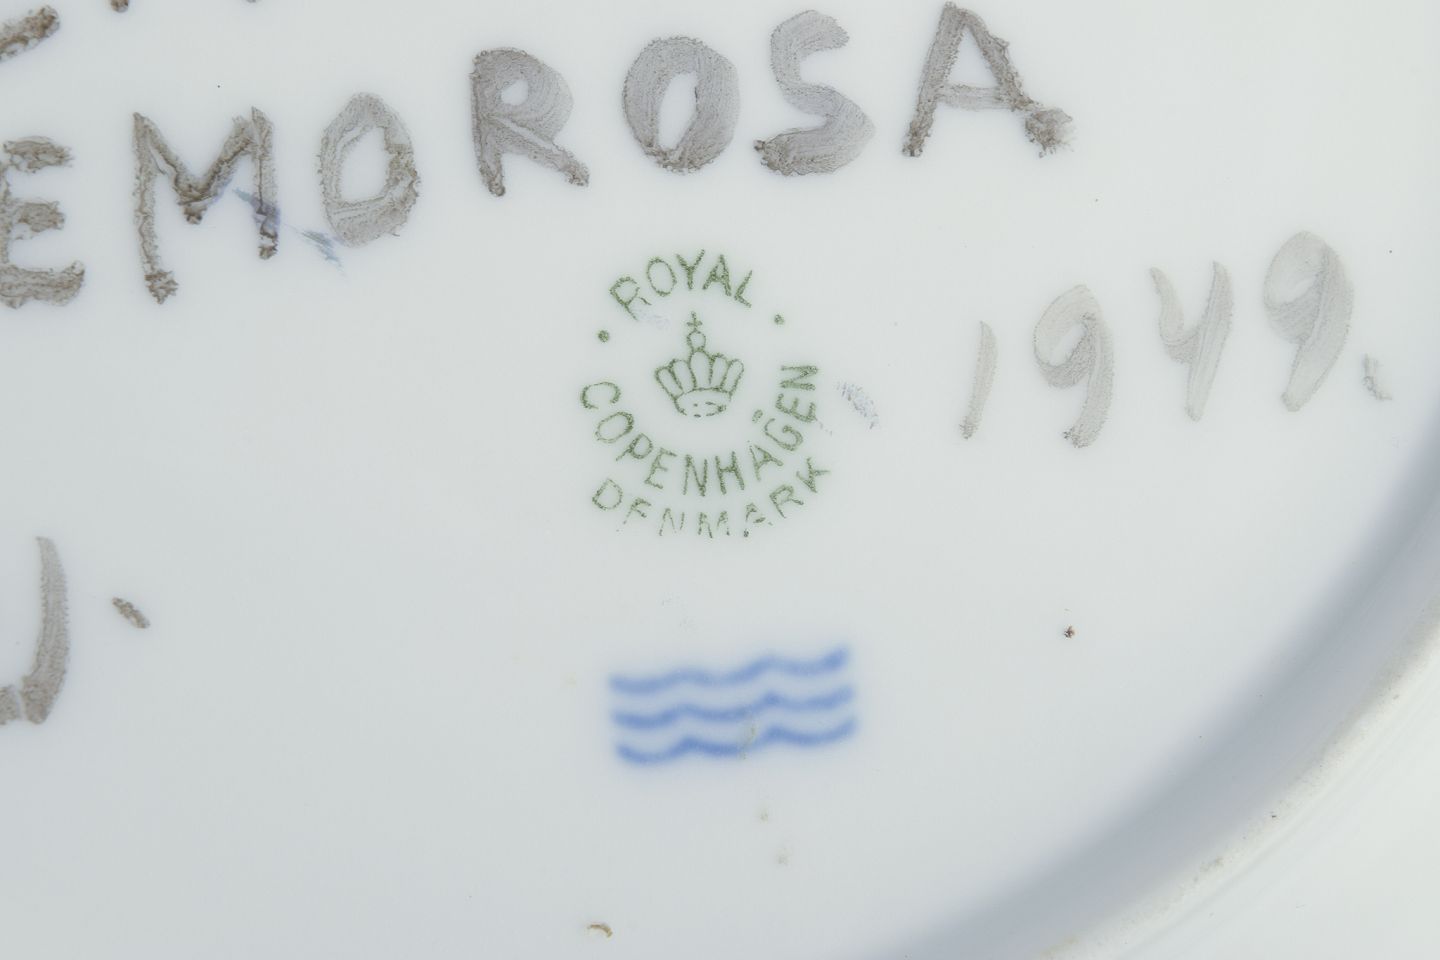 EMOROSA
ROYAL
COPENHAGEN
DENMARK
1949.